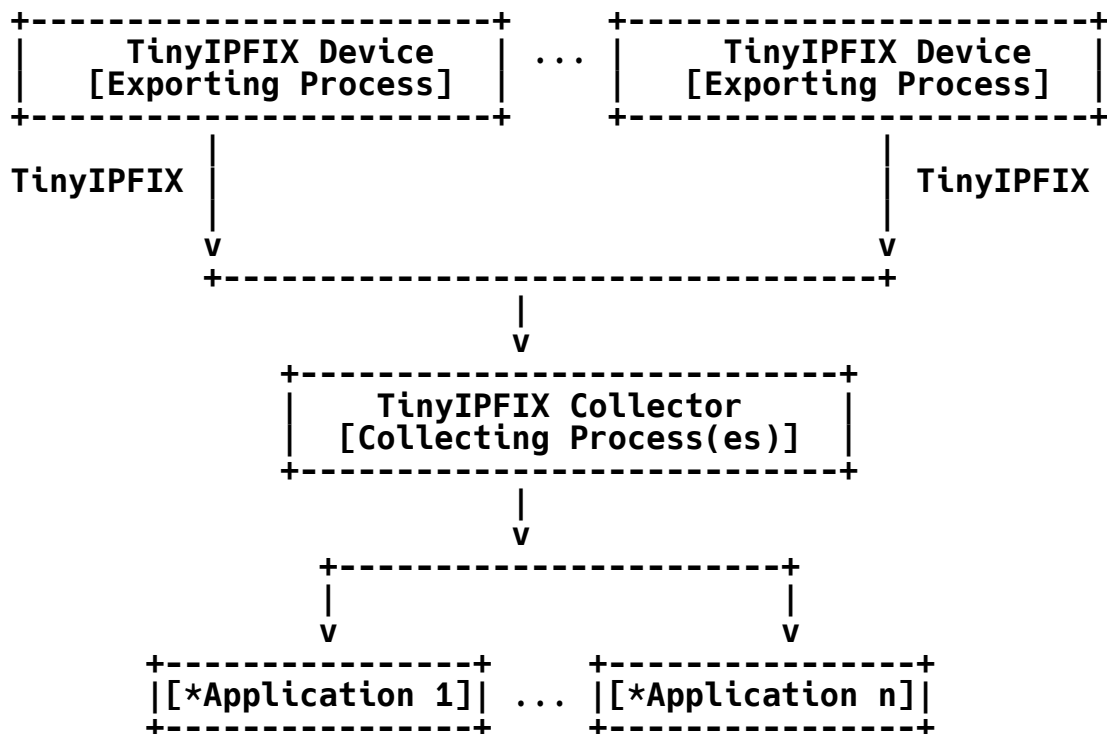 +------------------------+      +------------------------+
|     TinyIPFIX Device   | ... |     TinyIPFIX Device   |
|   [Exporting Process]  |      |   [Exporting Process]  |
+------------------------+      +------------------------+
|                                   |
TinyIPFIX |                                   | TinyIPFIX
|                                   |
v                                   v
+----------------------------------+
|
v
+----------------------------+
|    TinyIPFIX Collector     |
|  [Collecting Process(es)]  |
+----------------------------+
|
v
+-----------------------+
|                       |
v                       v
+----------------+     +----------------+
|[*Application 1]| ... |[*Application n]|
+----------------+     +----------------+